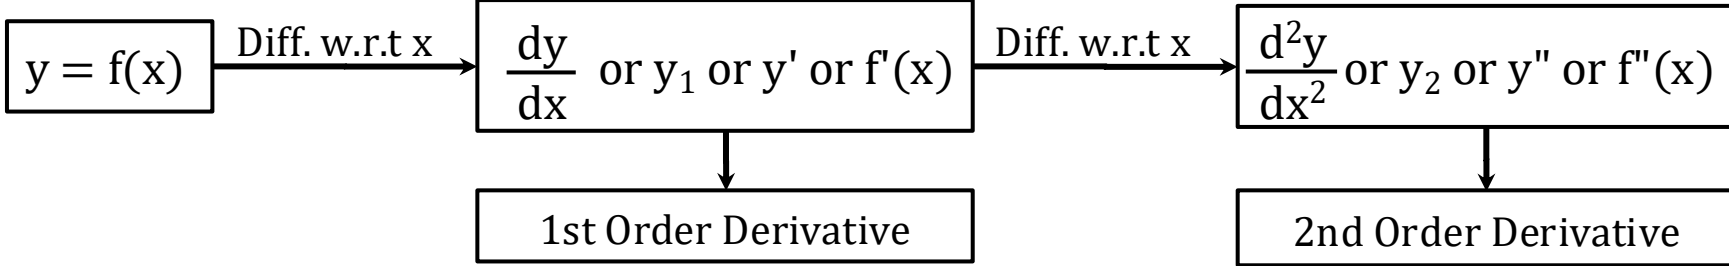 y = f(x)
Diff. w.r.t x
dy/dx or y₁ or y' or f'(x)
Diff. w.r.t x
d²y/dx² or y₂ or y" or f"(x)
1st Order Derivative
2nd Order Derivative